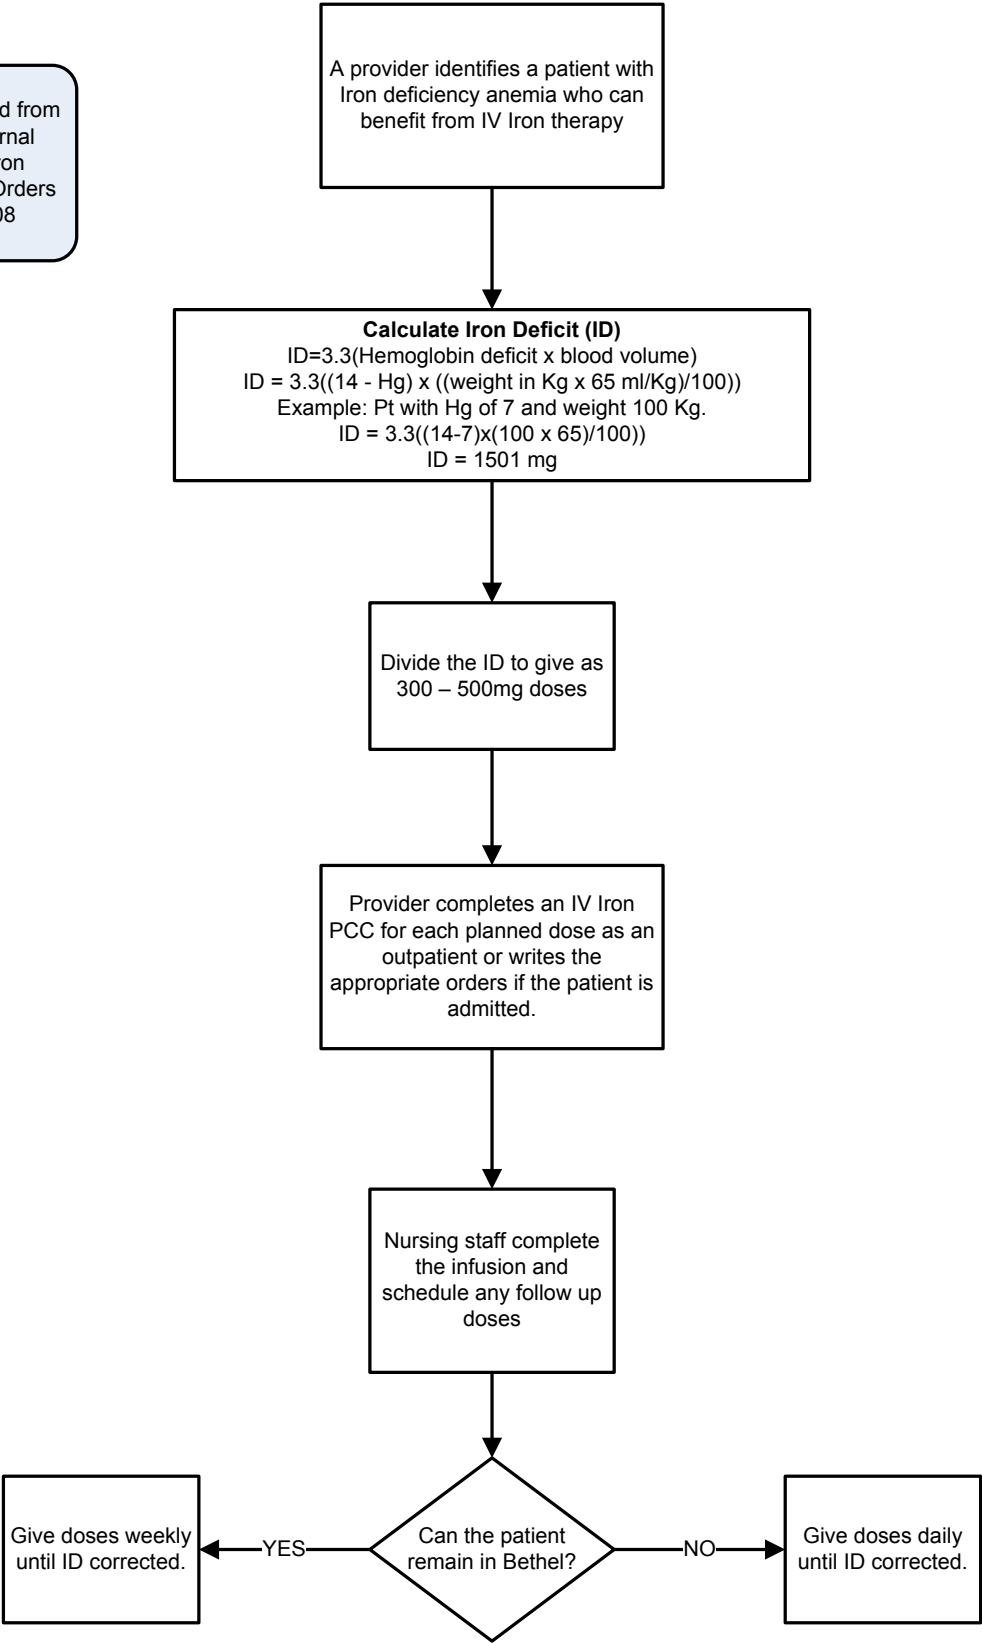 A provider identifies a patient with
Iron deficiency anemia who can
benefit from IV Iron therapy
d from
rnal
ron
Orders
08
Calculate Iron Deficit (ID)
ID=3.3(Hemoglobin deficit x blood volume)
ID = 3.3((14 - Hg) x ((weight in Kg x 65 ml/Kg)/100))
Example: Pt with Hg of 7 and weight 100 Kg.
ID = 3.3((14-7)x(100 x 65)/100))
ID = 1501 mg
Divide the ID to give as
300 – 500mg doses
Provider completes an IV Iron
PCC for each planned dose as an
outpatient or writes the
appropriate orders if the patient is
admitted.
Nursing staff complete
the infusion and
schedule any follow up
doses
Can the patient
remain in Bethel?
YES
Give doses weekly
until ID corrected.
NO
Give doses daily
until ID corrected.